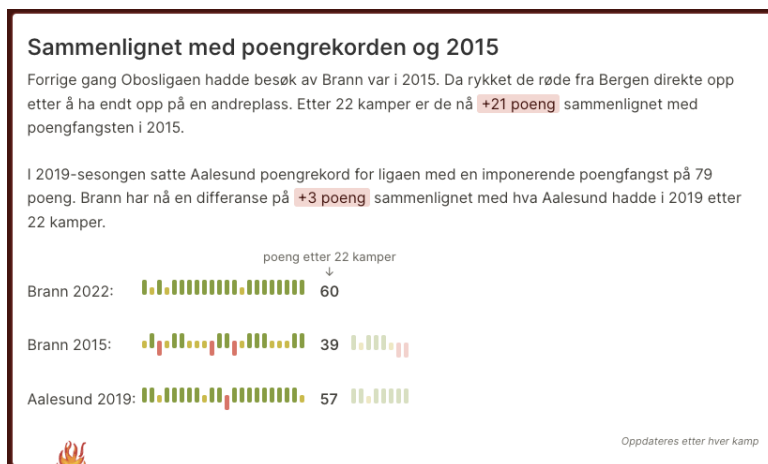 Sammenlignet med poengrekorden og 2015
Forrige gang Obosligaen hadde besøk av Brann var i 2015. Da rykket de røde fra Bergen direkte opp
etter å ha endt opp på en andreplass. Etter 22 kamper er de nå +21 poeng sammenlignet med
poengfangsten i 2015.
I 2019-sesongen satte Aalesund poengrekord for ligaen med en imponerende poengfangst på 79
poeng. Brann har nå en differanse på +3 poeng sammenlignet med hva Aalesund hadde i 2019 etter
22 kamper.
poeng etter 22 kamper
↓
Brann 2022: 60
Brann 2015: 39
Aalesund 2019: 57
Oppdateres etter hver kamp